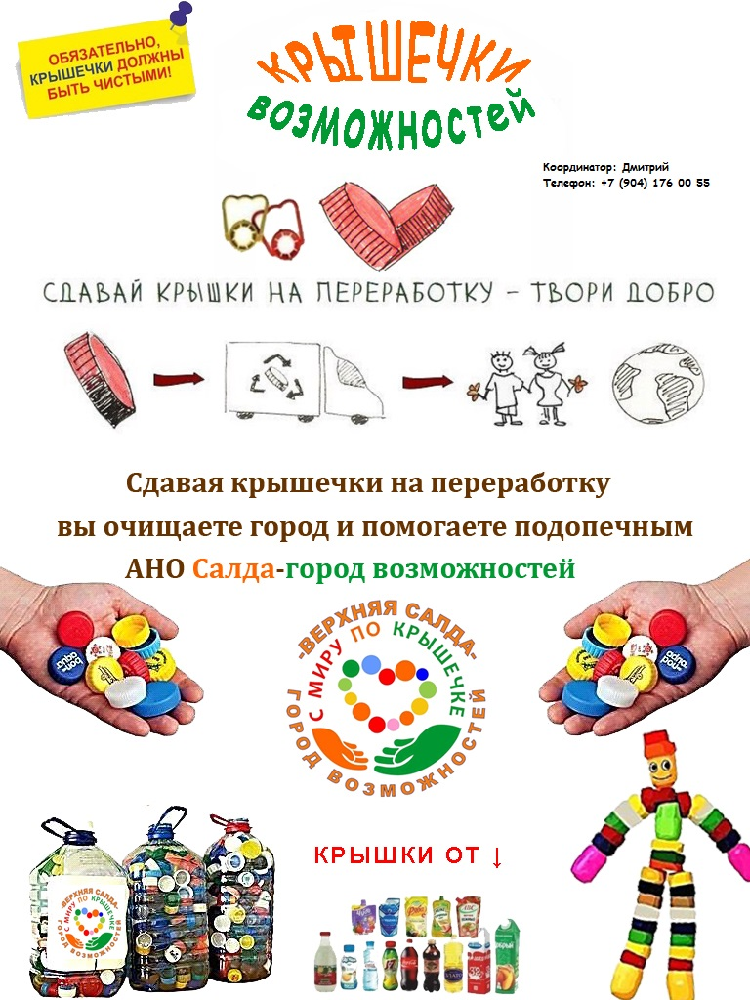 ОБЯЗАТЕЛЬНО,
КРЫШЕЧКИ ДОЛЖНЫ
БЫТЬ ЧИСТЫМИ!
КРЫШЕЧКИ
ВОЗМОЖНОСТЕЙ
Координатор: Дмитрий
Телефон: +7 (904) 176 00 55
СДАВАЙ КРЫШКИ НА ПЕРЕРАБОТКУ – ТВОРИ ДОБРО
Сдавая крышечки на переработку
вы очищаете город и помогаете подопечным
АНО Салда-город возможностей
-ВЕРХНЯЯ САЛДА-
С МИРУ ПО КРЫШЕЧКЕ
ГОРОД ВОЗМОЖНОСТЕЙ
КРЫШКИ ОТ ↓
-ВЕРХНЯЯ САЛДА-
С МИРУ ПО КРЫШЕЧКЕ
ГОРОД ВОЗМОЖНОСТЕЙ